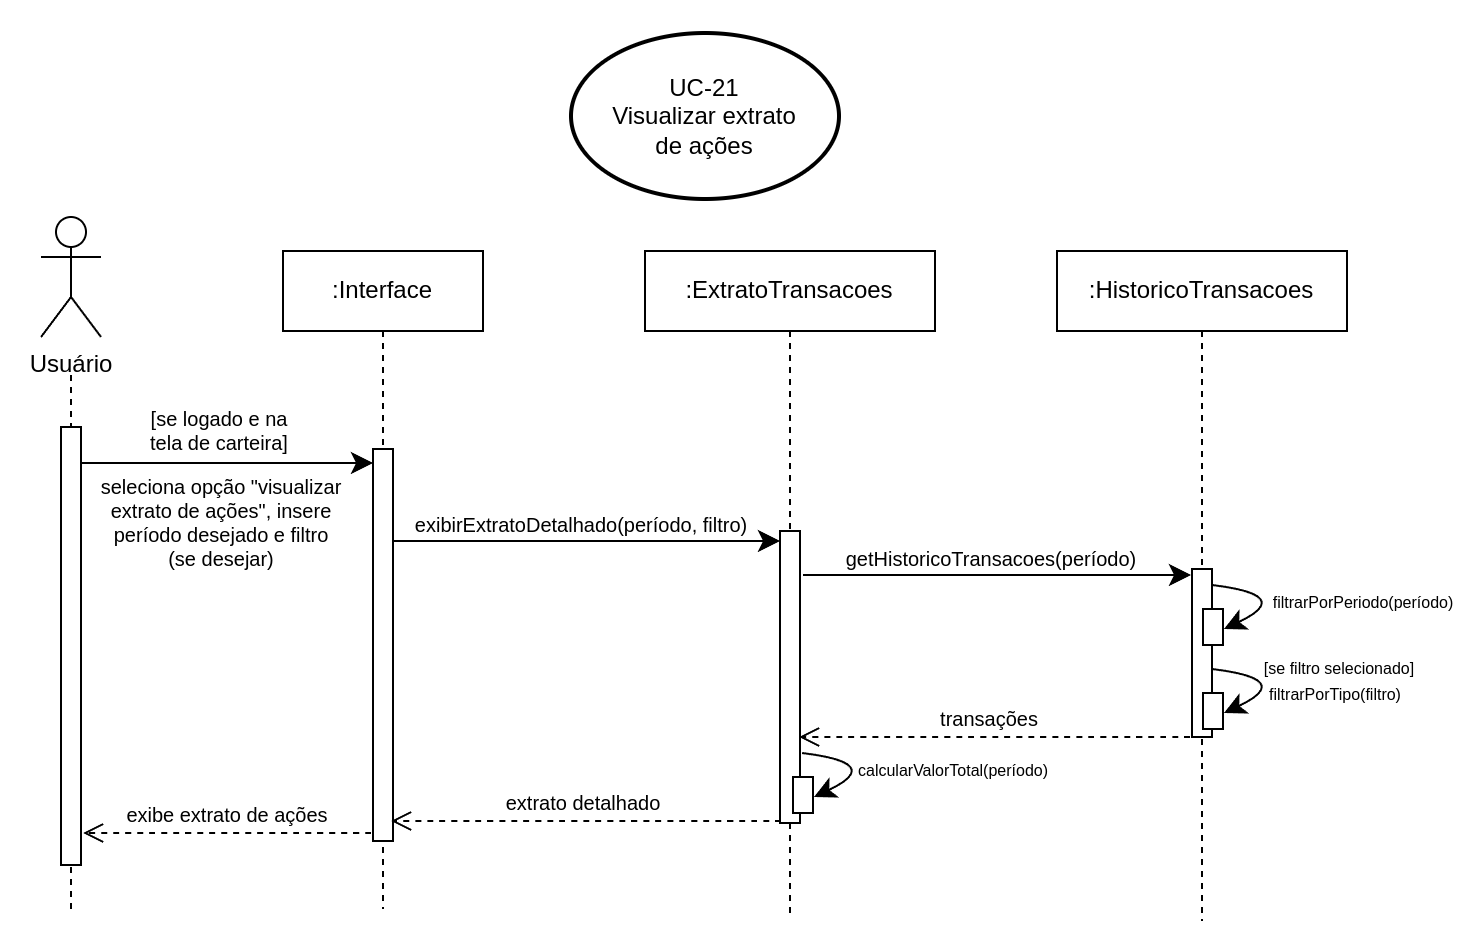 UC-21
Visualizar extrato
de ações
:Interface
:ExtratoTransacoes
:HistoricoTransacoes
Usuário
[se logado e na
tela de carteira]
seleciona opção "visualizar
extrato de ações", insere
período desejado e filtro
(se desejar)
exibirExtratoDetalhado(período, filtro)
getHistoricoTransacoes(período)
filtrarPorPeriodo(período)
[se filtro selecionado]
filtrarPorTipo(filtro)
transações
calcularValorTotal(período)
extrato detalhado
exibe extrato de ações